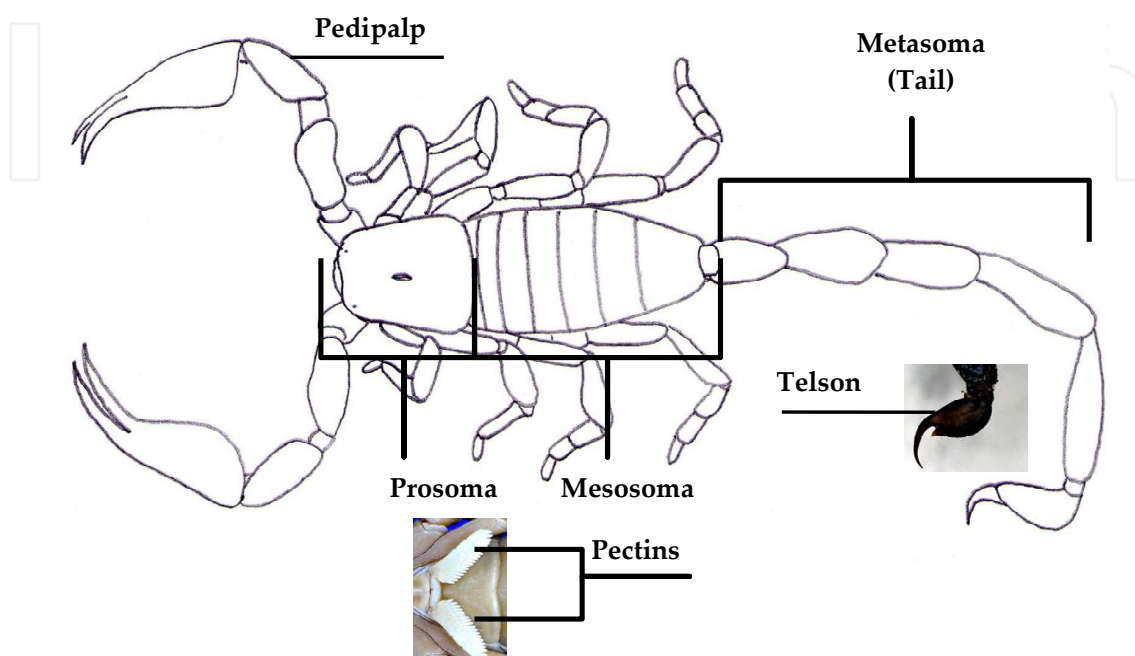 Pedipalp
Metasoma
(Tail)
Telson
Prosoma
Mesosoma
Pectins